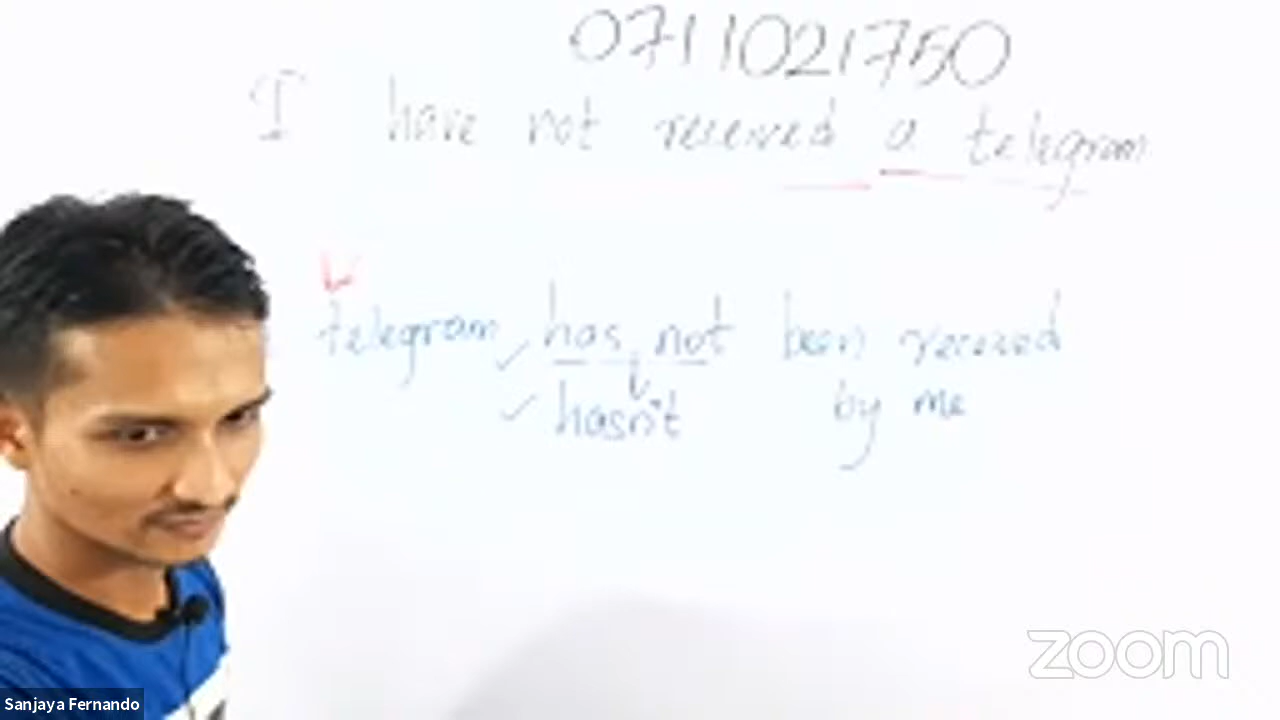 0711021750
I have not received a telegram
telegram has not been received
hasn't by me
zoom
Sanjaya Fernando